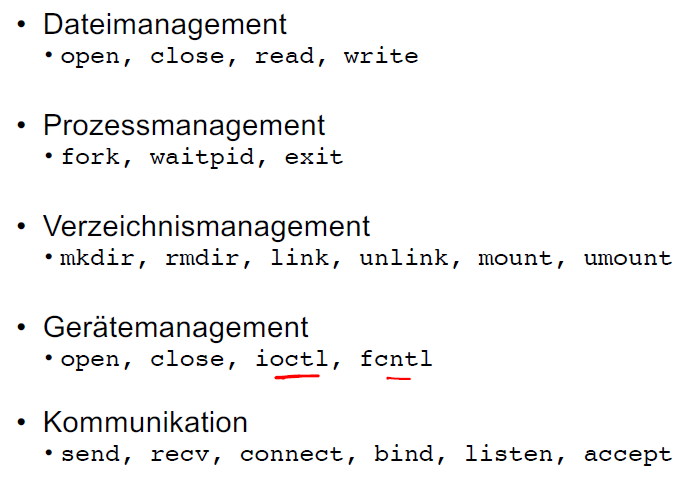 • Dateimanagement
• open, close, read, write
• Prozessmanagement
• fork, waitpid, exit
• Verzeichnismanagement
• mkdir, rmdir, link, unlink, mount, umount
• Gerätemanagement
• open, close, ioctl, fcntl
• Kommunikation
• send, recv, connect, bind, listen, accept